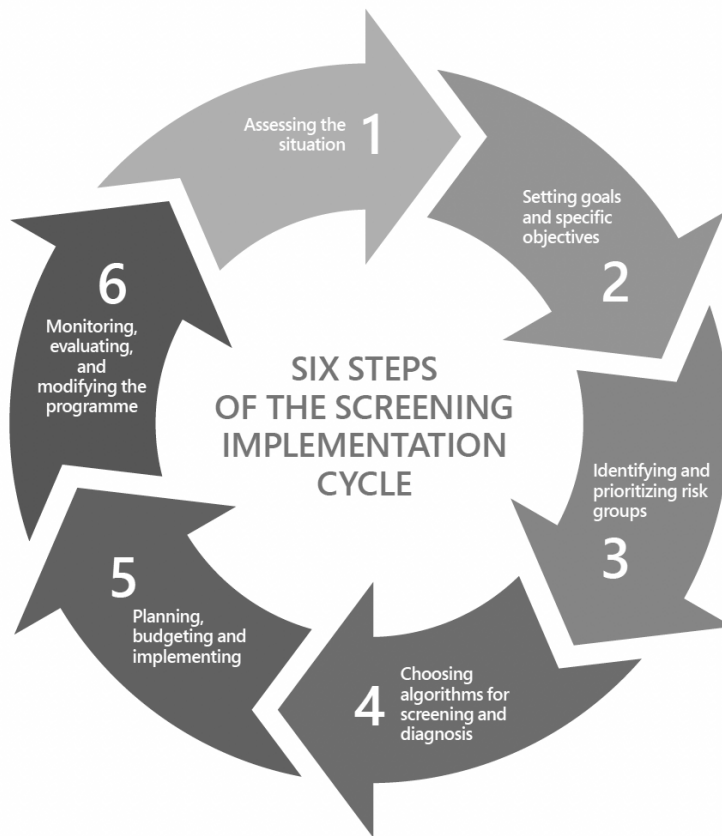 SIX STEPS
OF THE SCREENING
IMPLEMENTATION
CYCLE
1
Assessing the
situation
2
Setting goals
and specific
objectives
3
Identifying and
prioritizing risk
groups
4
Choosing
algorithms for
screening and
diagnosis
5
Planning,
budgeting and
implementing
6
Monitoring,
evaluating,
and
modifying the
programme